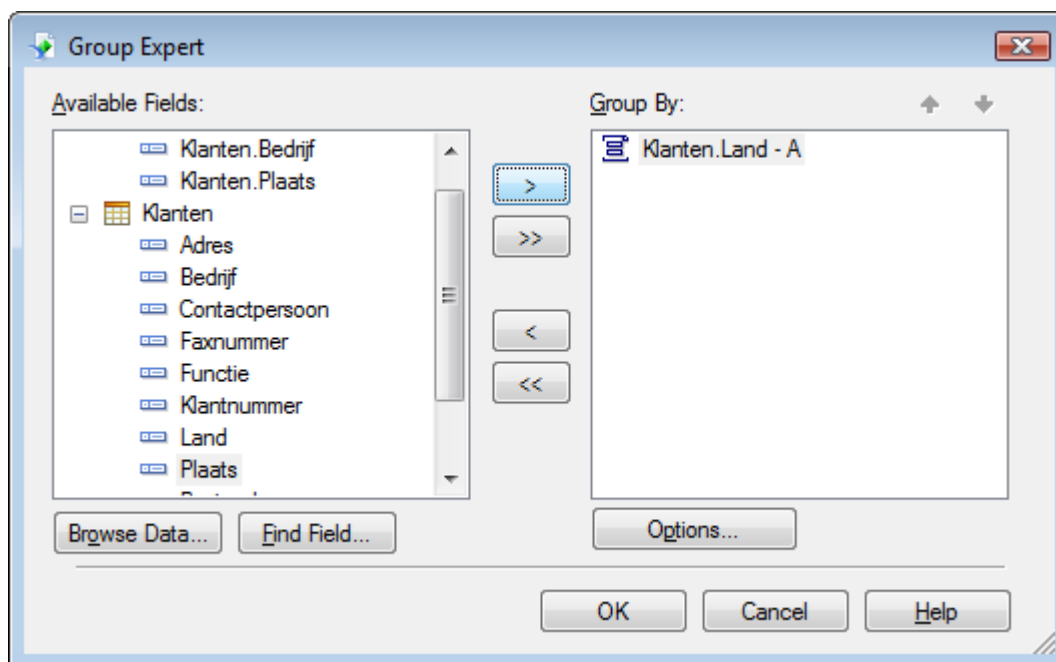 Group Expert
Available Fields:
Klanten.Bedrijf
Klanten.Plaats
Klanten
Adres
Bedrijf
Contactpersoon
Faxnummer
Functie
Klantnummer
Land
Plaats
Browse Data...
Find Field...
>
>>
<
<<
Group By:
Klanten.Land - A
Options...
OK
Cancel
Help